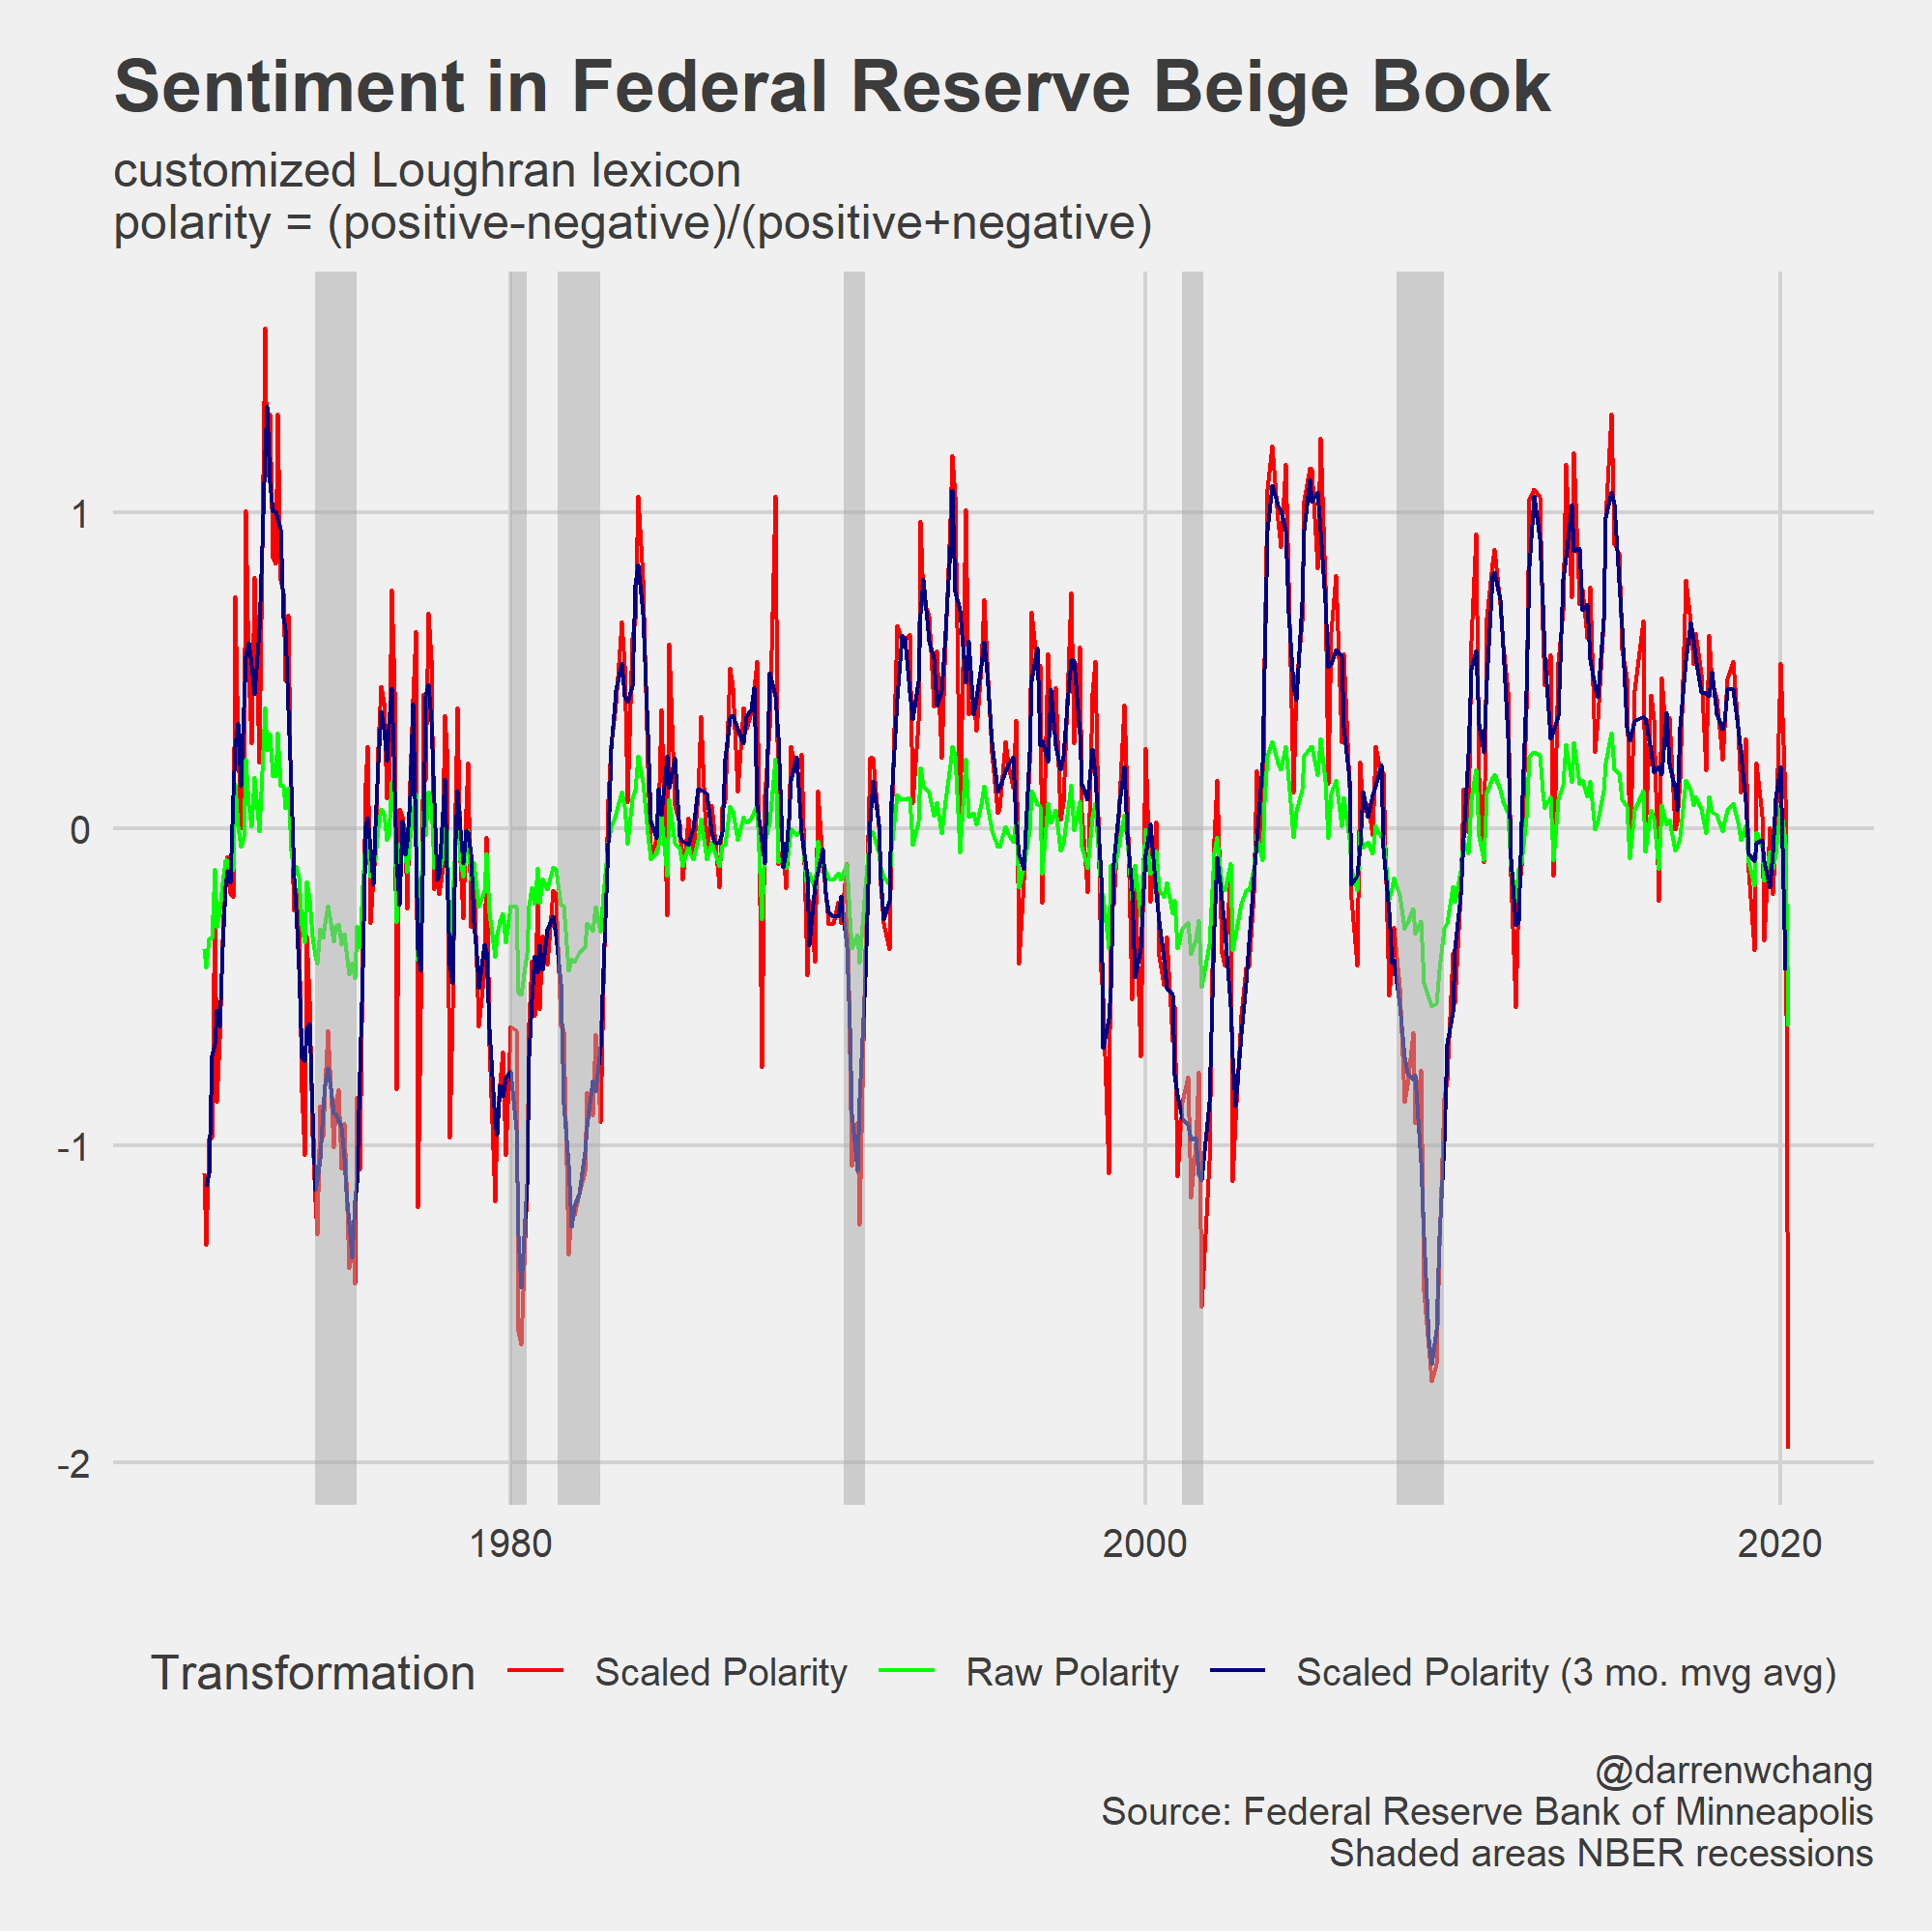 Sentiment in Federal Reserve Beige Book
customized Loughran lexicon
polarity = (positive-negative)/(positive+negative)
1
0
-1
-2
1980
2000
2020
Transformation
Scaled Polarity
Raw Polarity
Scaled Polarity (3 mo. mvg avg)
@darrenwchang
Source: Federal Reserve Bank of Minneapolis
Shaded areas NBER recessions